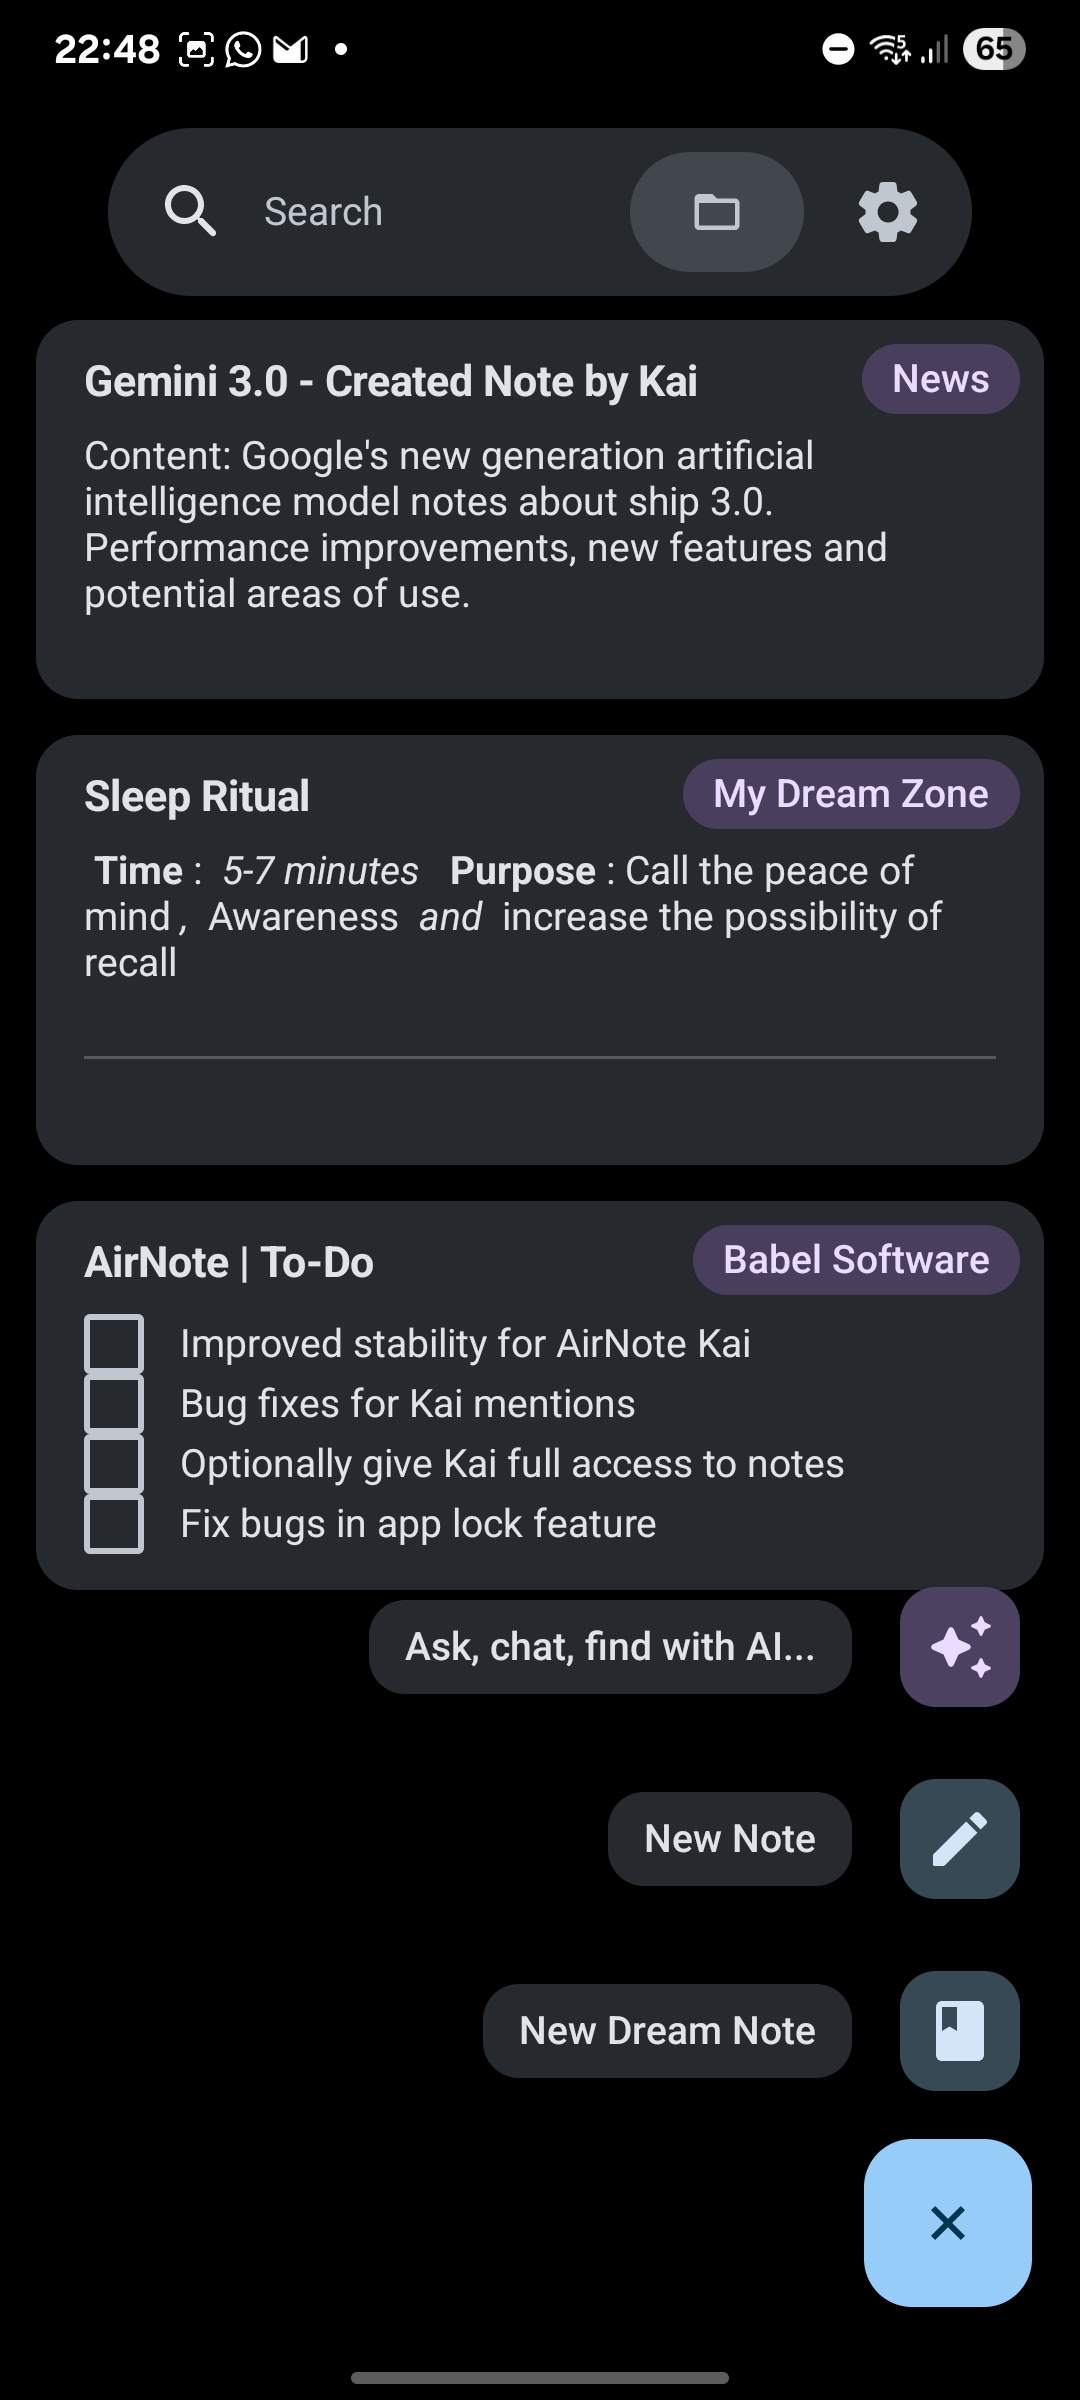 22:48
5
65
Search
Gemini 3.0 - Created Note by Kai
News
Content: Google's new generation artificial
intelligence model notes about ship 3.0.
Performance improvements, new features and
potential areas of use.
Sleep Ritual
My Dream Zone
Time : 5-7 minutes Purpose : Call the peace of
mind , Awareness and increase the possibility of
recall
AirNote | To-Do
Babel Software
Improved stability for AirNote Kai
Bug fixes for Kai mentions
Optionally give Kai full access to notes
Fix bugs in app lock feature
Ask, chat, find with AI...
New Note
New Dream Note